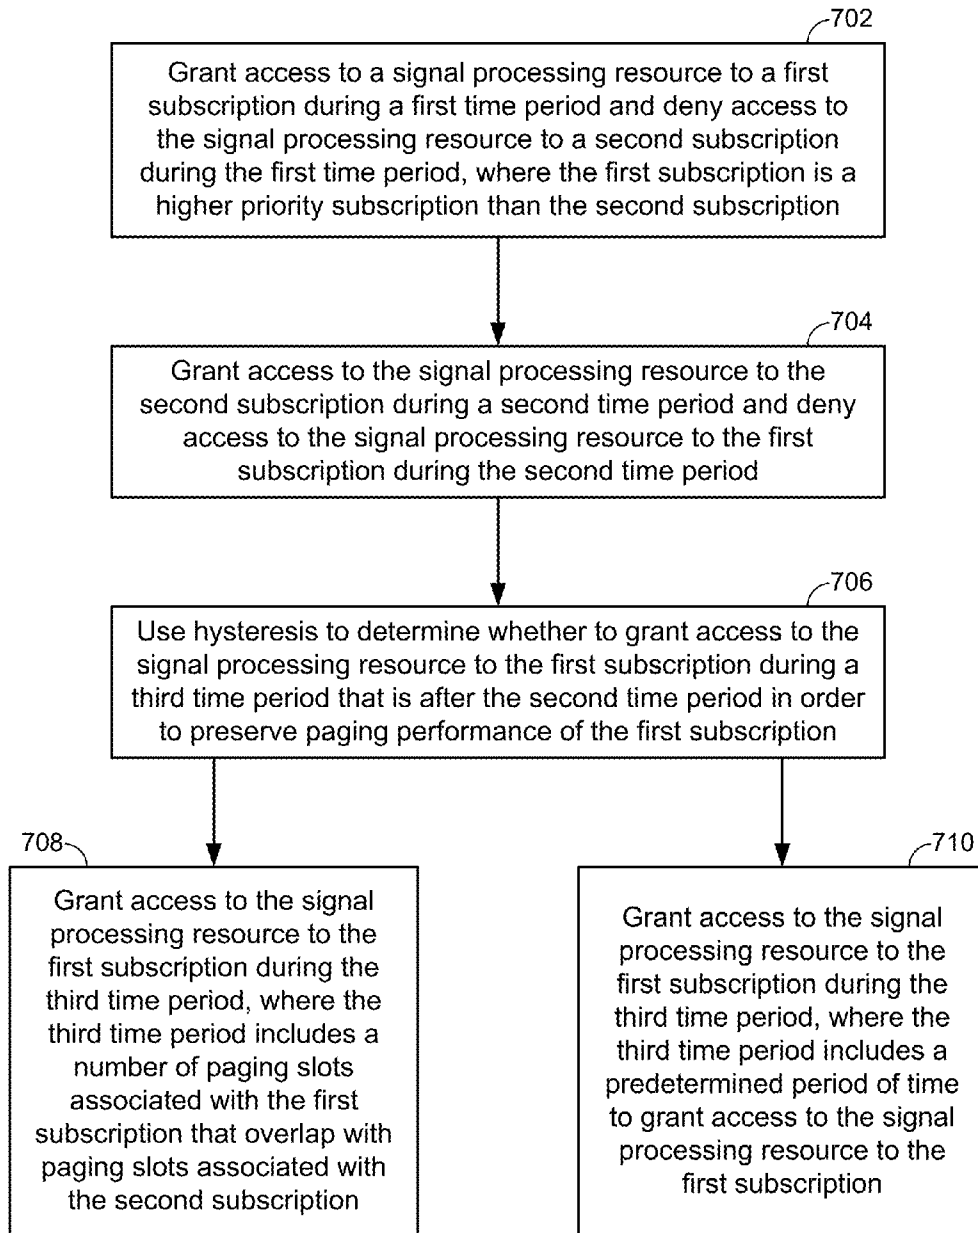 702
Grant access to a signal processing resource to a first
subscription during a first time period and deny access to
the signal processing resource to a second subscription
during the first time period, where the first subscription is a
higher priority subscription than the second subscription
704
Grant access to the signal processing resource to the
second subscription during a second time period and deny
access to the signal processing resource to the first
subscription during the second time period
706
Use hysteresis to determine whether to grant access to the
signal processing resource to the first subscription during a
third time period that is after the second time period in order
to preserve paging performance of the first subscription
708
Grant access to the signal
processing resource to the
first subscription during the
third time period, where the
third time period includes a
number of paging slots
associated with the first
subscription that overlap with
paging slots associated with
the second subscription
710
Grant access to the signal
processing resource to the
first subscription during the
third time period, where the
third time period includes a
predetermined period of time
to grant access to the signal
processing resource to the
first subscription